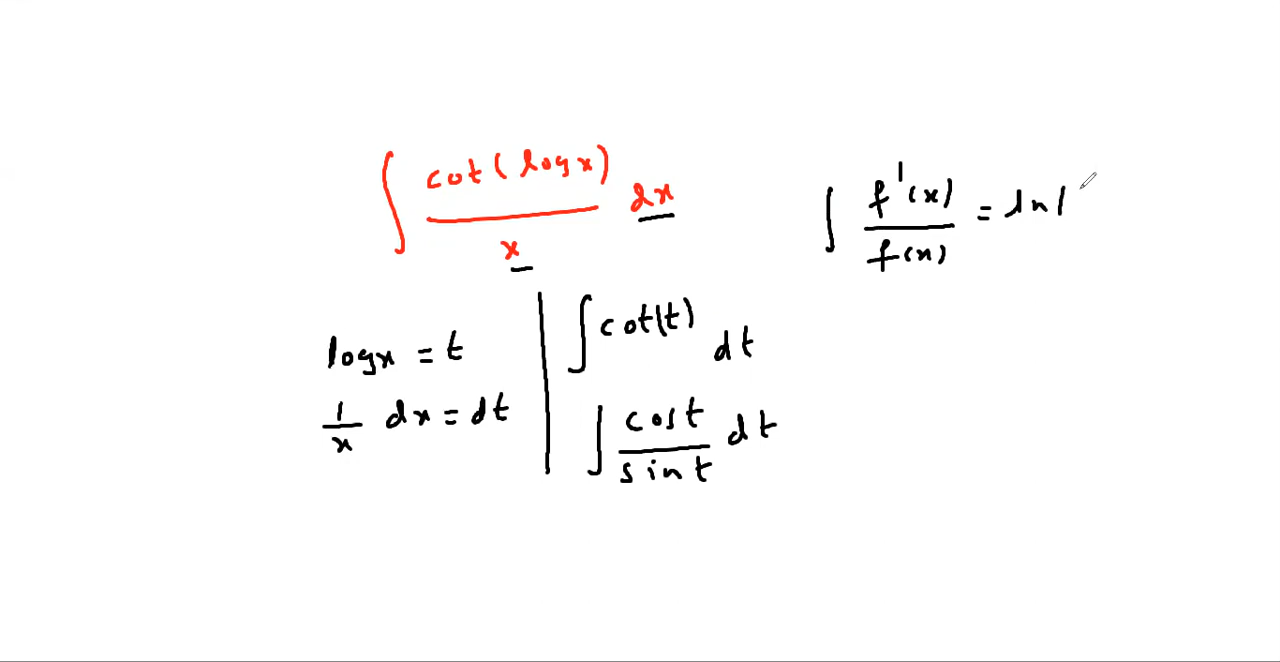 ∫ cot(logx)/x dx
∫ f'(x)/f(x) = ln|
logx = t
1/x dx = dt
∫ cot(t) dt
∫ cost/sint dt